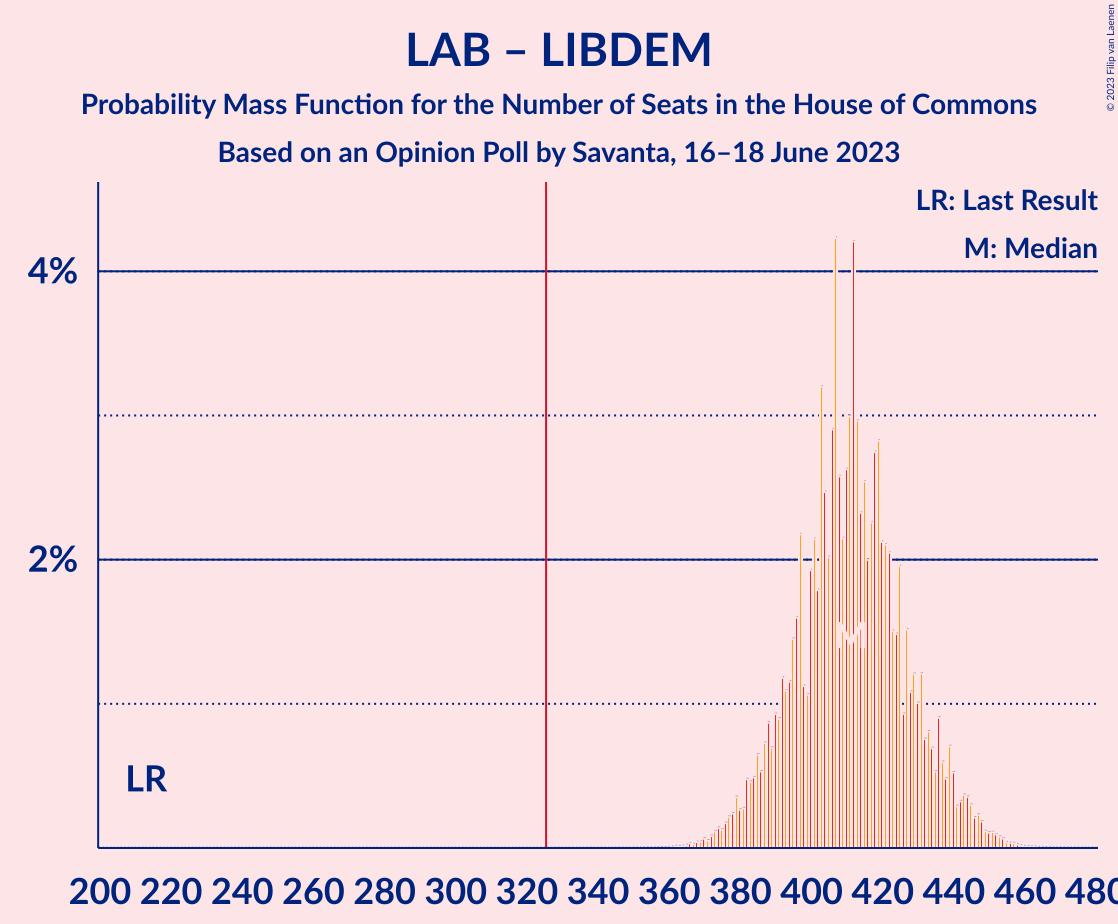 LAB – LIBDEM
Probability Mass Function for the Number of Seats in the House of Commons
Based on an Opinion Poll by Savanta, 16–18 June 2023
© 2023 Filip van Laenen
LR: Last Result
M: Median
4%
2%
LR
200 220 240 260 280 300 320 340 360 380 400 420 440 460 480